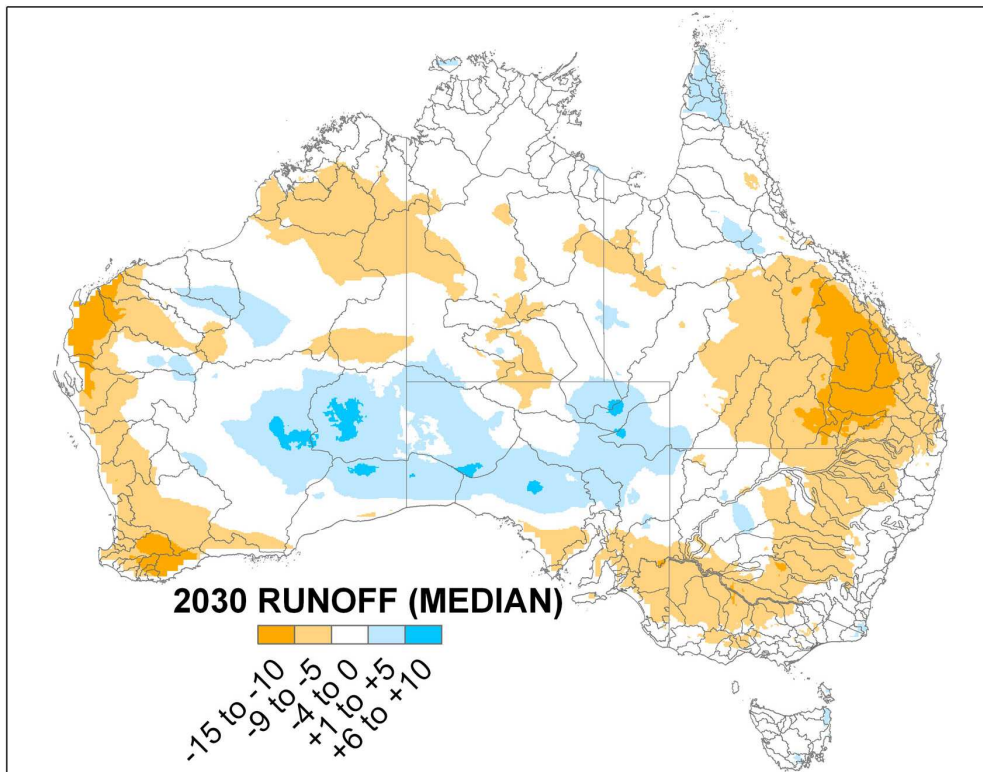 2030 RUNOFF (MEDIAN)
-15 to -10
-9 to -5
-4 to 0
+1 to +5
+6 to +10